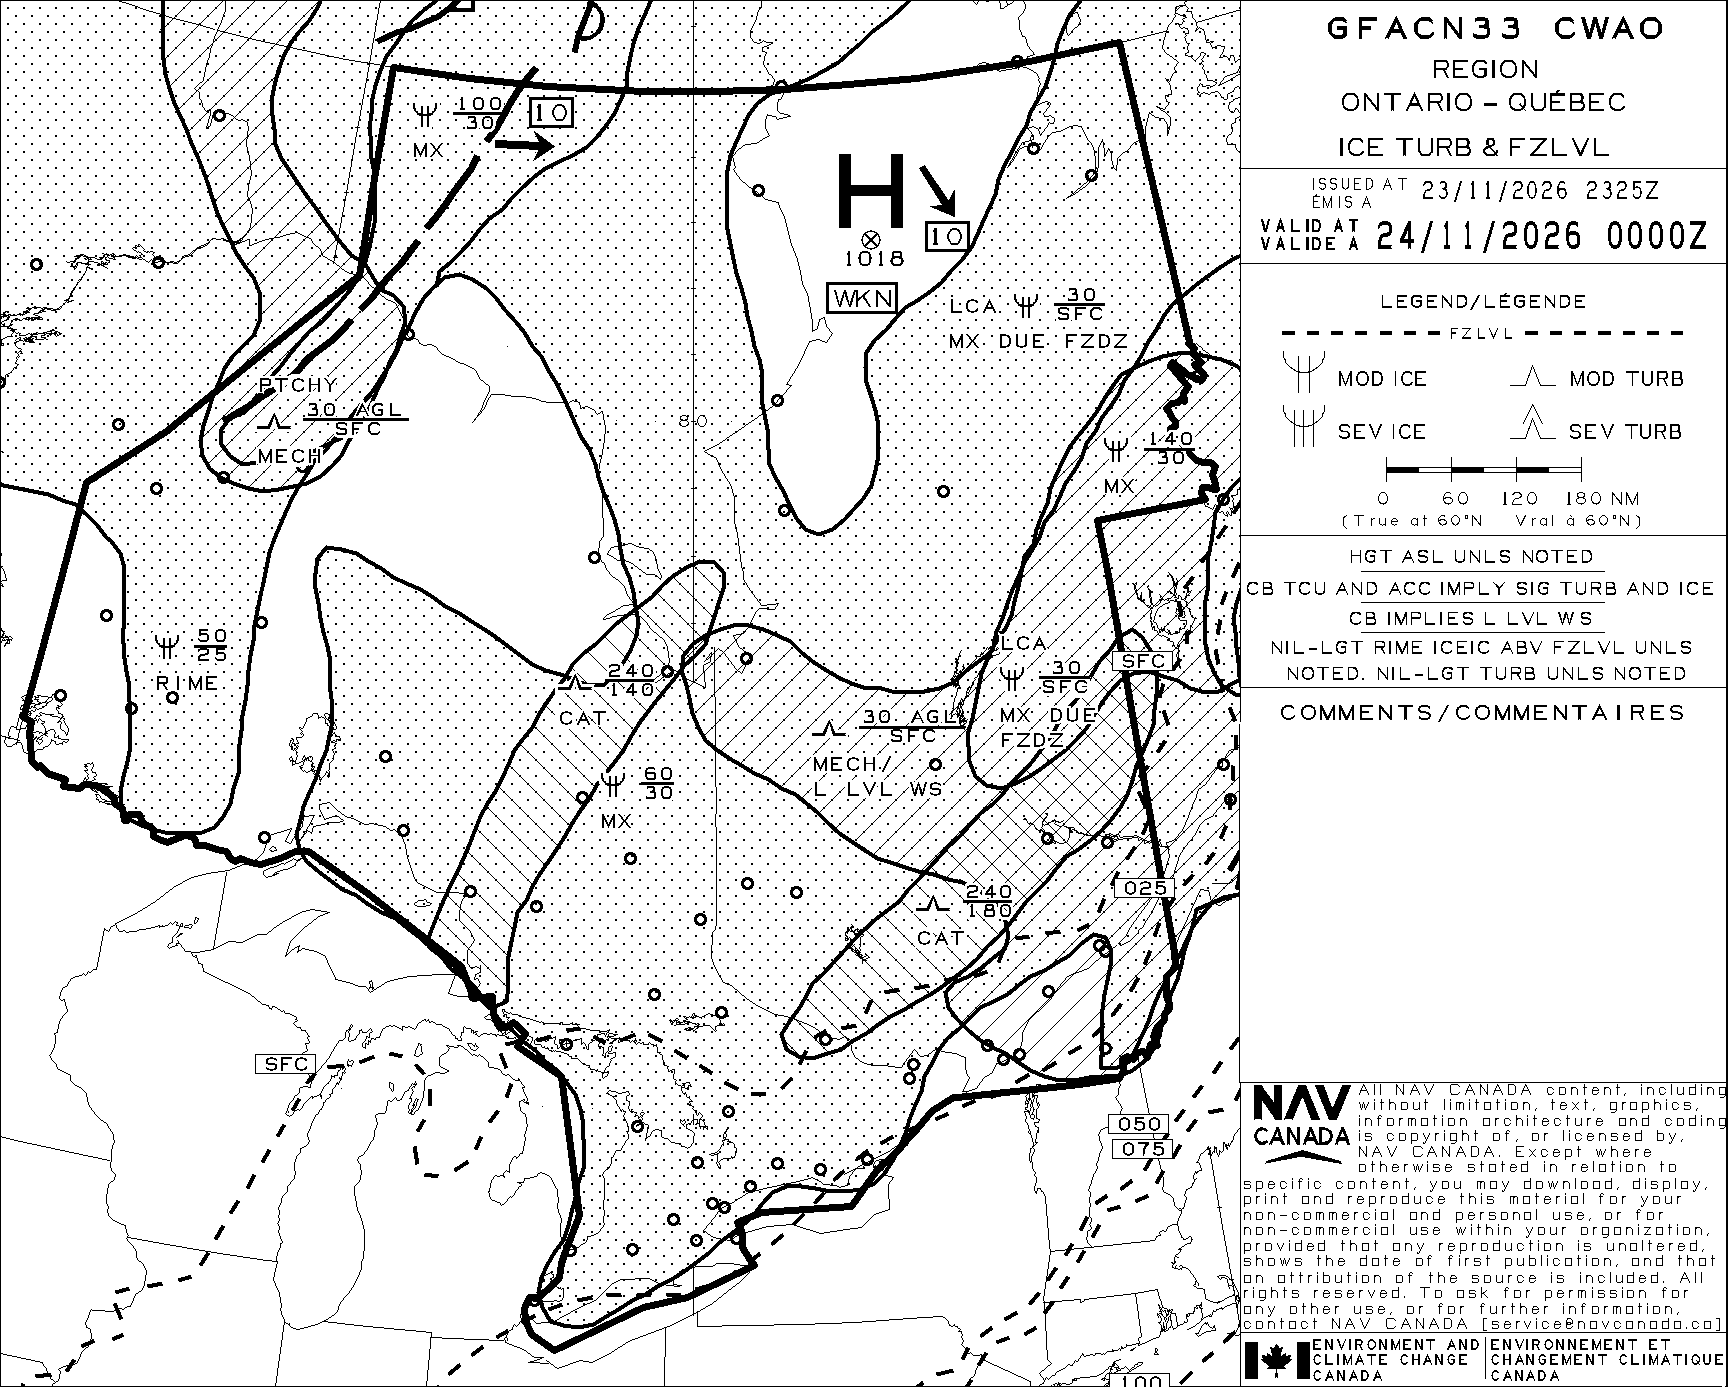 GFACN33 CWAO
REGION
ONTARIO – QUÉBEC
ICE TURB & FZLVL
ISSUED AT 23/11/2026 2325Z
ÉMIS A
VALID AT 24/11/2026 0000Z
VALIDE A
LEGEND/LÉGENDE
FZLVL
MOD ICE MOD TURB
SEV ICE SEV TURB
0 60 120 180 NM
(True at 60°N Vrai à 60°N)
HGT ASL UNLS NOTED
CB TCU AND ACC IMPLY SIG TURB AND ICE
CB IMPLIES L LVL WS
NIL-LGT RIME ICEIC ABV FZLVL UNLS
NOTED. NIL-LGT TURB UNLS NOTED
COMMENTS/COMMENTAIRES
NAV
CANADA
All NAV CANADA content, including
without limitation, text, graphics,
information architecture and coding
is copyright of, or licensed by,
NAV CANADA. Except where
otherwise stated in relation to
specific content, you may download, display,
print and reproduce this material for your
non-commercial and personal use, or for
non-commercial use within your organization,
provided that any reproduction is unaltered,
shows the date of first publication, and that
an attribution of the source is included. All
rights reserved. To ask for permission for
any other use, or for further information,
contact NAV CANADA [service@navcanada.ca]
ENVIRONMENT AND
CLIMATE CHANGE
CANADA
ENVIRONNEMENT ET
CHANGEMENT CLIMATIQUE
CANADA
100
30
MX
10
H
1018
WKN
10
LCA 30
SFC
MX DUE FZDZ
PTCHY
30 AGL
SFC
MECH
80
140
30
MX
50
25
RIME
240
140
CAT
60
30
MX
LCA
30
SFC
MX DUE
FZDZ
SFC
30 AGL
SFC
MECH/
L LVL WS
240
180
CAT
025
SFC
050
075
100